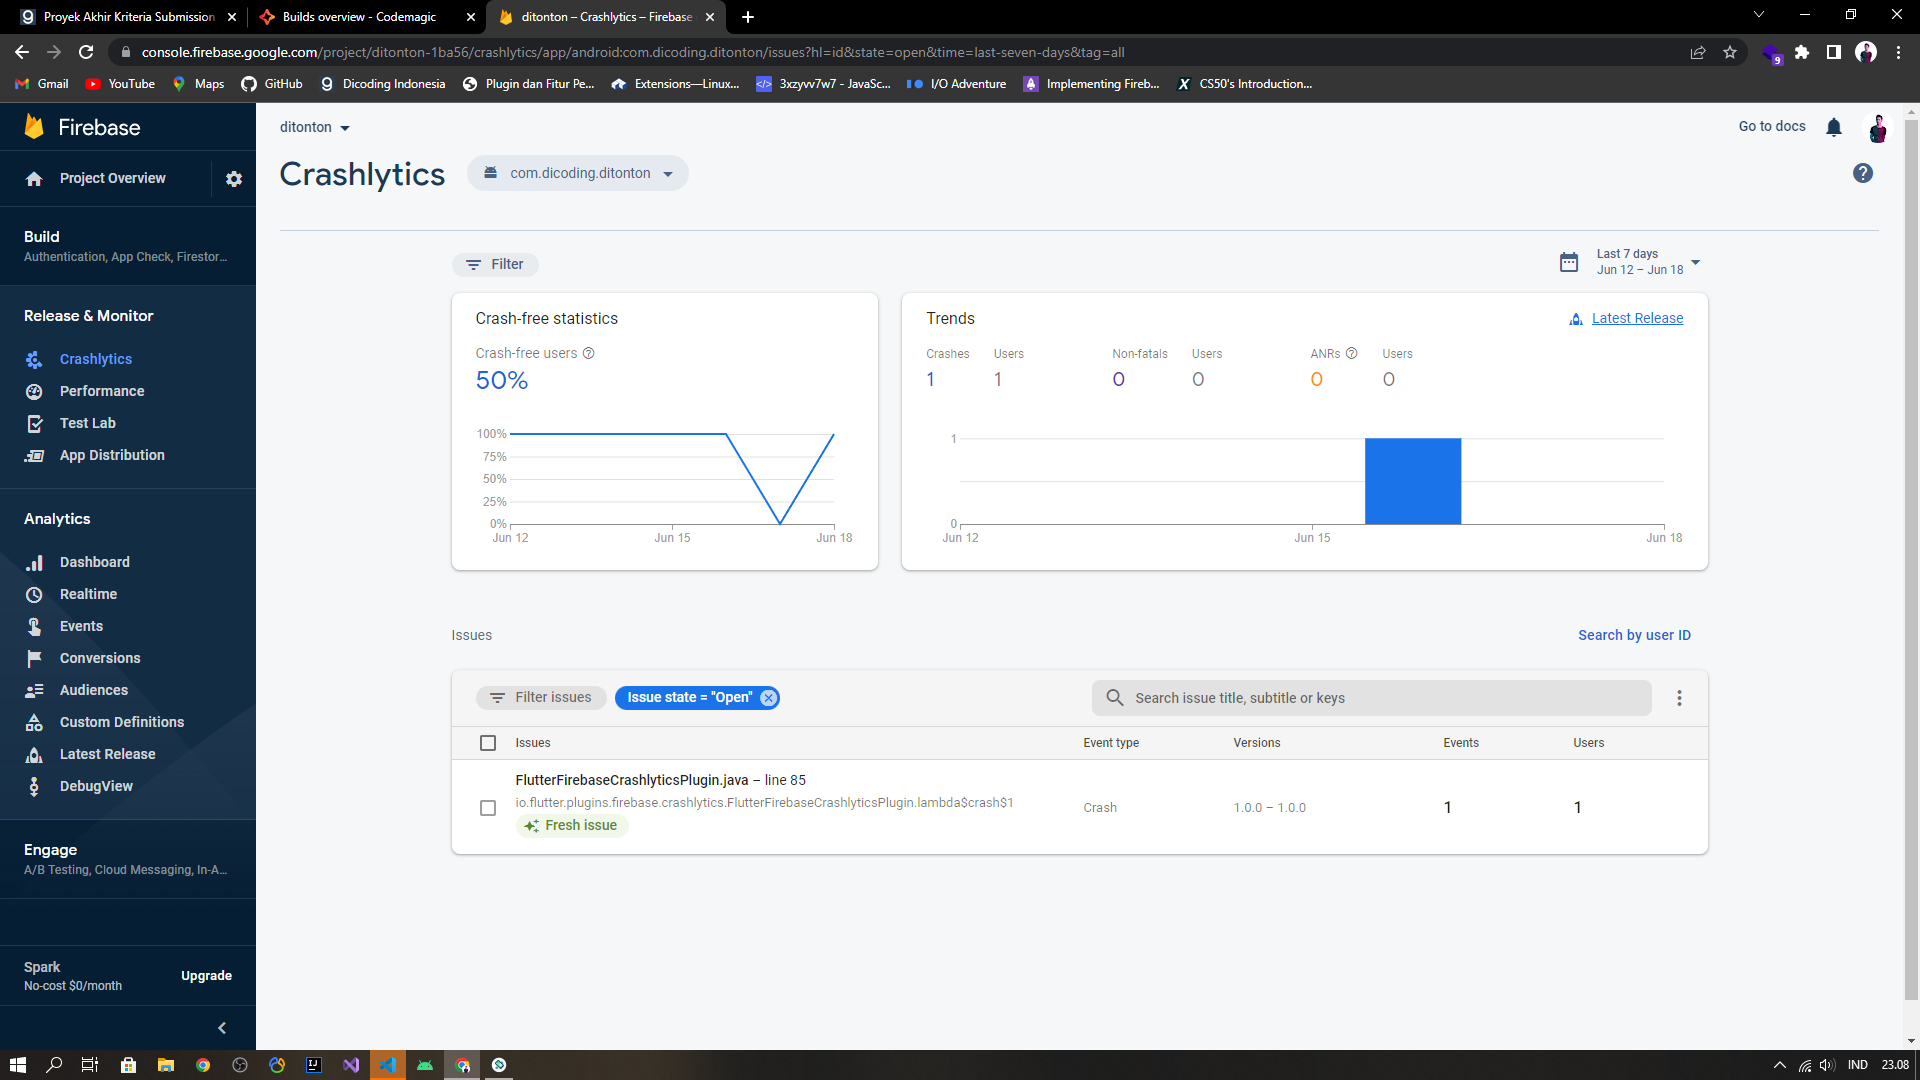 Proyek Akhir Kriteria Submission
Builds overview - Codemagic
ditonton – Crashlytics – Firebase
console.firebase.google.com/project/ditonton-1ba56/crashlytics/app/android:com.dicoding.ditonton/issues?hl=id&state=open&time=last-seven-days&tag=all
9
Gmail
YouTube
Maps
GitHub
Dicoding Indonesia
Plugin dan Fitur Pe...
Extensions—Linux...
3xzyvv7w7 - JavaSc...
I/O Adventure
Implementing Fireb...
CS50's Introduction...
Firebase
Project Overview
Build
Authentication, App Check, Firestor...
Release & Monitor
Crashlytics
Performance
Test Lab
App Distribution
Analytics
Dashboard
Realtime
Events
Conversions
Audiences
Custom Definitions
Latest Release
DebugView
Engage
A/B Testing, Cloud Messaging, In-A...
Spark
No-cost $0/month
Upgrade
ditonton
Go to docs
Crashlytics
com.dicoding.ditonton
Filter
Last 7 days
Jun 12 – Jun 18
Crash-free statistics
Crash-free users
50%
100%
75%
50%
25%
0%
Jun 12 Jun 15 Jun 18
Trends
Latest Release
Crashes Users Non-fatals Users ANRs Users
1 1 0 0 0 0
1
0
Jun 12 Jun 15 Jun 18
Issues
Search by user ID
Filter issues
Issue state = "Open"
Search issue title, subtitle or keys
Issues Event type Versions Events Users
FlutterFirebaseCrashlyticsPlugin.java – line 85
io.flutter.plugins.firebase.crashlytics.FlutterFirebaseCrashlyticsPlugin.lambda$crash$1
Fresh issue
Crash 1.0.0 – 1.0.0 1 1
IND
23.08